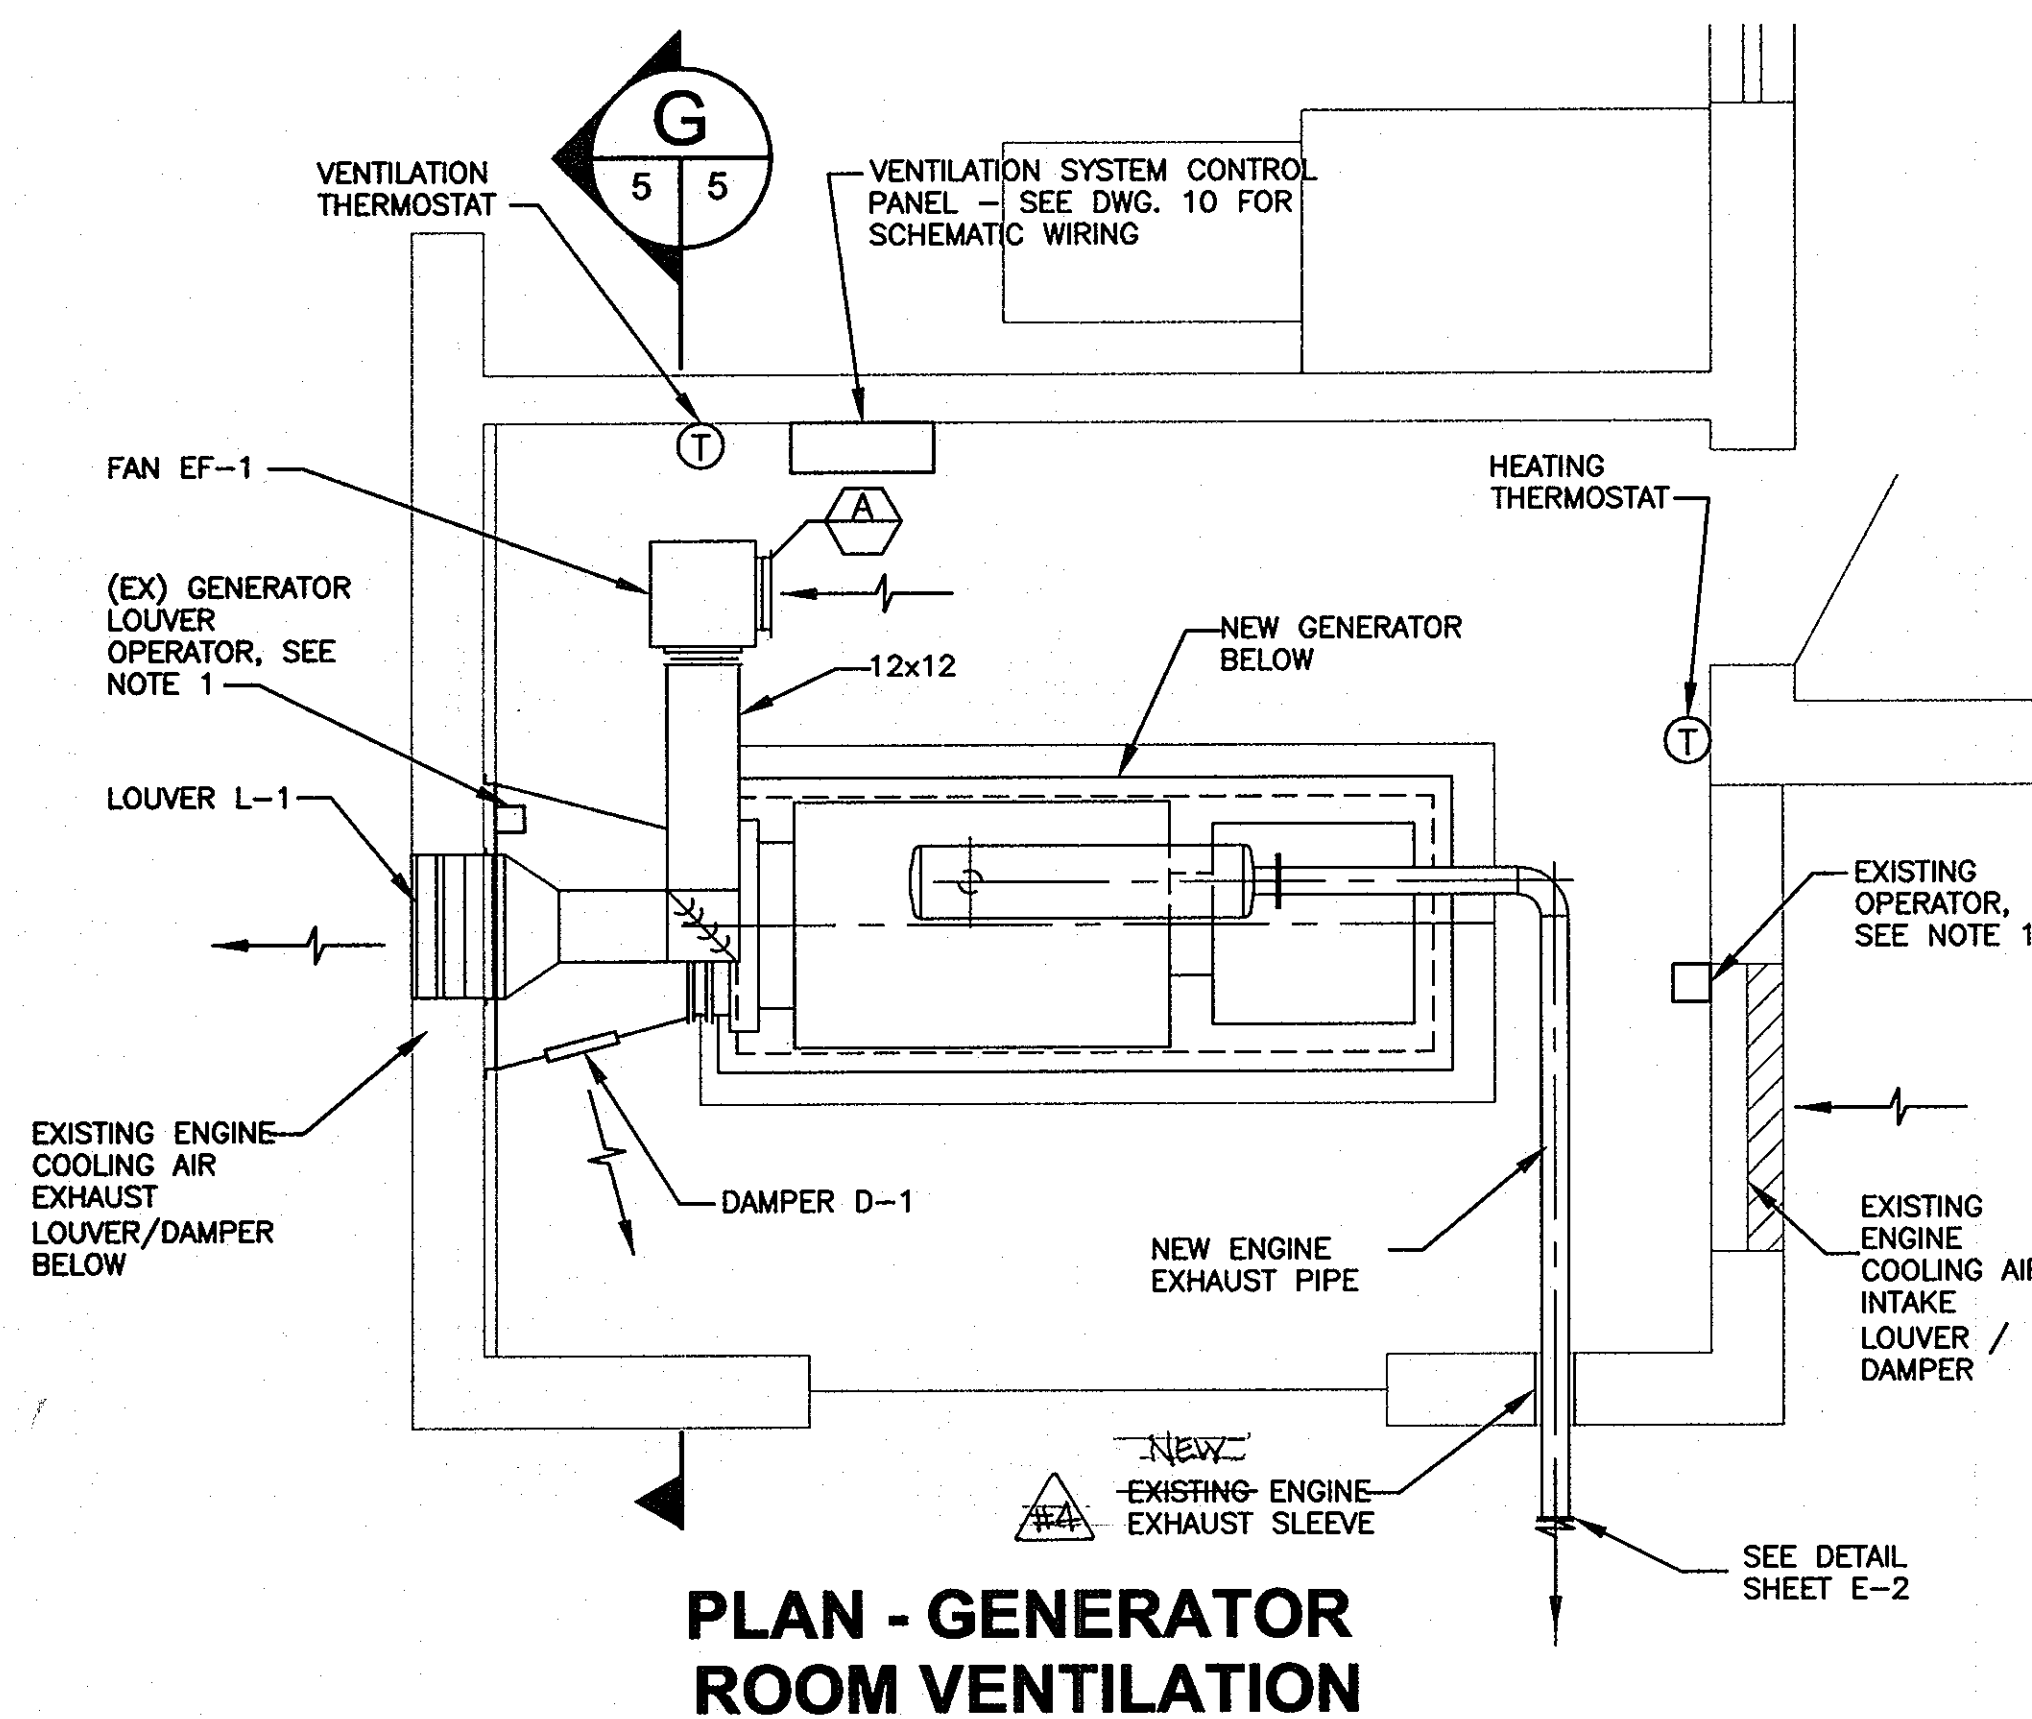 G
5 5
VENTILATION
THERMOSTAT
VENTILATION SYSTEM CONTROL
PANEL – SEE DWG. 10 FOR
SCHEMATIC WIRING
T
FAN EF-1
A
HEATING
THERMOSTAT
(EX) GENERATOR
LOUVER
OPERATOR, SEE
NOTE 1
NEW GENERATOR
BELOW
12x12
T
LOUVER L-1
EXISTING
OPERATOR,
SEE NOTE 1
EXISTING ENGINE
COOLING AIR
EXHAUST
LOUVER/DAMPER
BELOW
DAMPER D-1
NEW ENGINE
EXHAUST PIPE
EXISTING
ENGINE
COOLING AIR
INTAKE
LOUVER /
DAMPER
NEW
#4
EXISTING ENGINE
EXHAUST SLEEVE
SEE DETAIL
SHEET E-2
PLAN - GENERATOR
ROOM VENTILATION